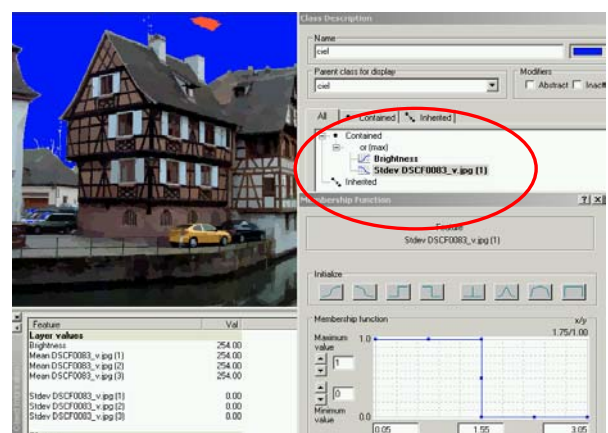 Class Description
Name
ciel
Parent class for display
ciel
Modifiers
Abstract
All Contained Inherited
Contained
or (max)
Brightness
Stdev DSCF0083_v.jpg (1)
Inherited
Membership Function
Feature
Stdev DSCF0083_v.jpg (1)
Initialize
Membership function
x/y
1.75/1.00
Maximum value
1.0
1
0
Minimum value
0.0
0.05 1.55 3.05
Feature Val
Layer values
Brightness 254.00
Mean DSCF0083_v.jpg (1) 254.00
Mean DSCF0083_v.jpg (2) 254.00
Mean DSCF0083_v.jpg (3) 254.00
Stdev DSCF0083_v.jpg (1) 0.00
Stdev DSCF0083_v.jpg (2) 0.00
Stdev DSCF0083_v.jpg (3) 0.00